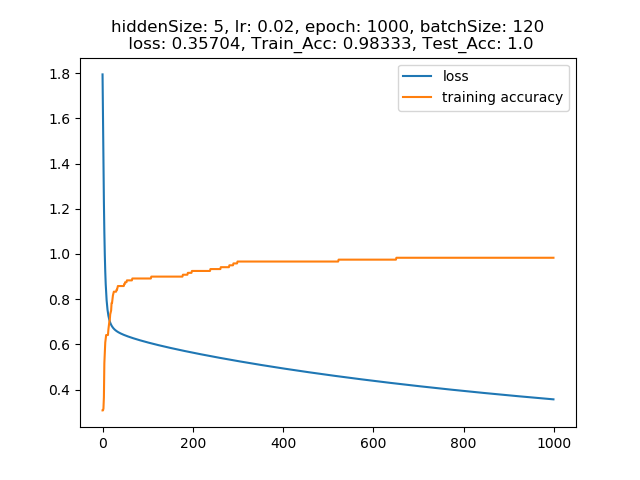 hiddenSize: 5, lr: 0.02, epoch: 1000, batchSize: 120
loss: 0.35704, Train_Acc: 0.98333, Test_Acc: 1.0
loss
training accuracy
1.8
1.6
1.4
1.2
1.0
0.8
0.6
0.4
0 200 400 600 800 1000